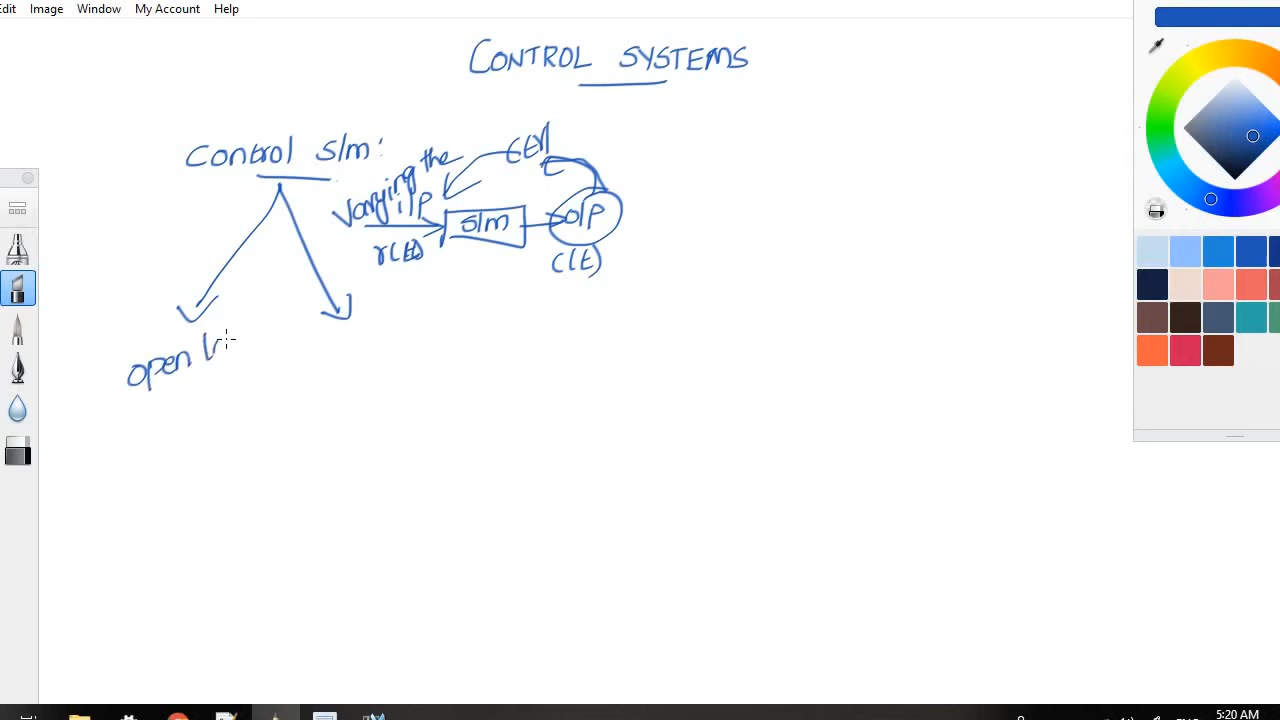 Edit Image Window My Account Help
CONTROL SYSTEMS
Control s/m:
varying the
i/p
s/m
o/p
r(t)
c(t)
open
5:20 AM